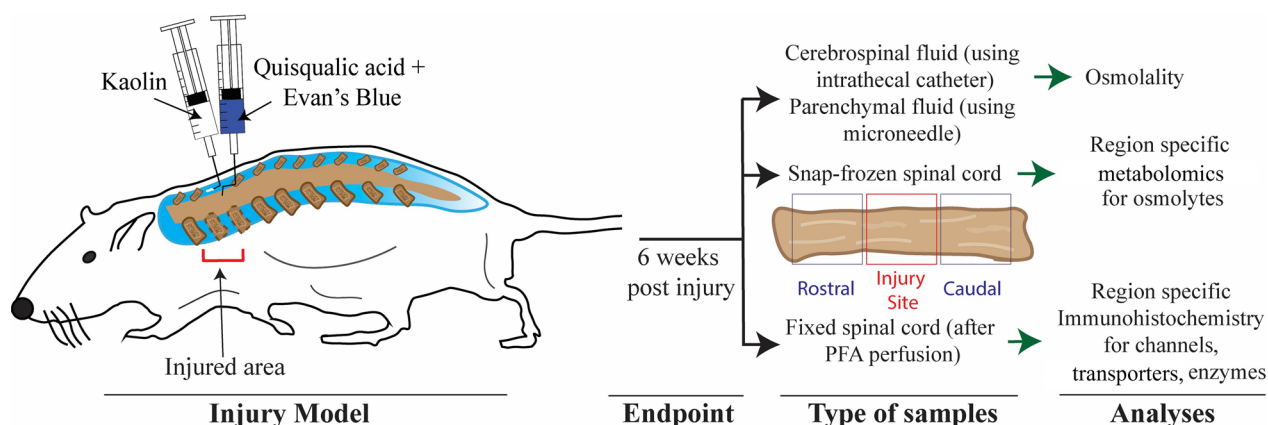 Kaolin
Quisqualic acid +
Evan's Blue
Injured area
Injury Model
6 weeks
post injury
Endpoint
Cerebrospinal fluid (using
intrathecal catheter)
Parenchymal fluid (using
microneedle)
Snap-frozen spinal cord
Rostral
Injury
Site
Caudal
Fixed spinal cord (after
PFA perfusion)
Type of samples
Osmolality
Region specific
metabolomics
for osmolytes
Region specific
Immunohistochemistry
for channels,
transporters, enzymes
Analyses